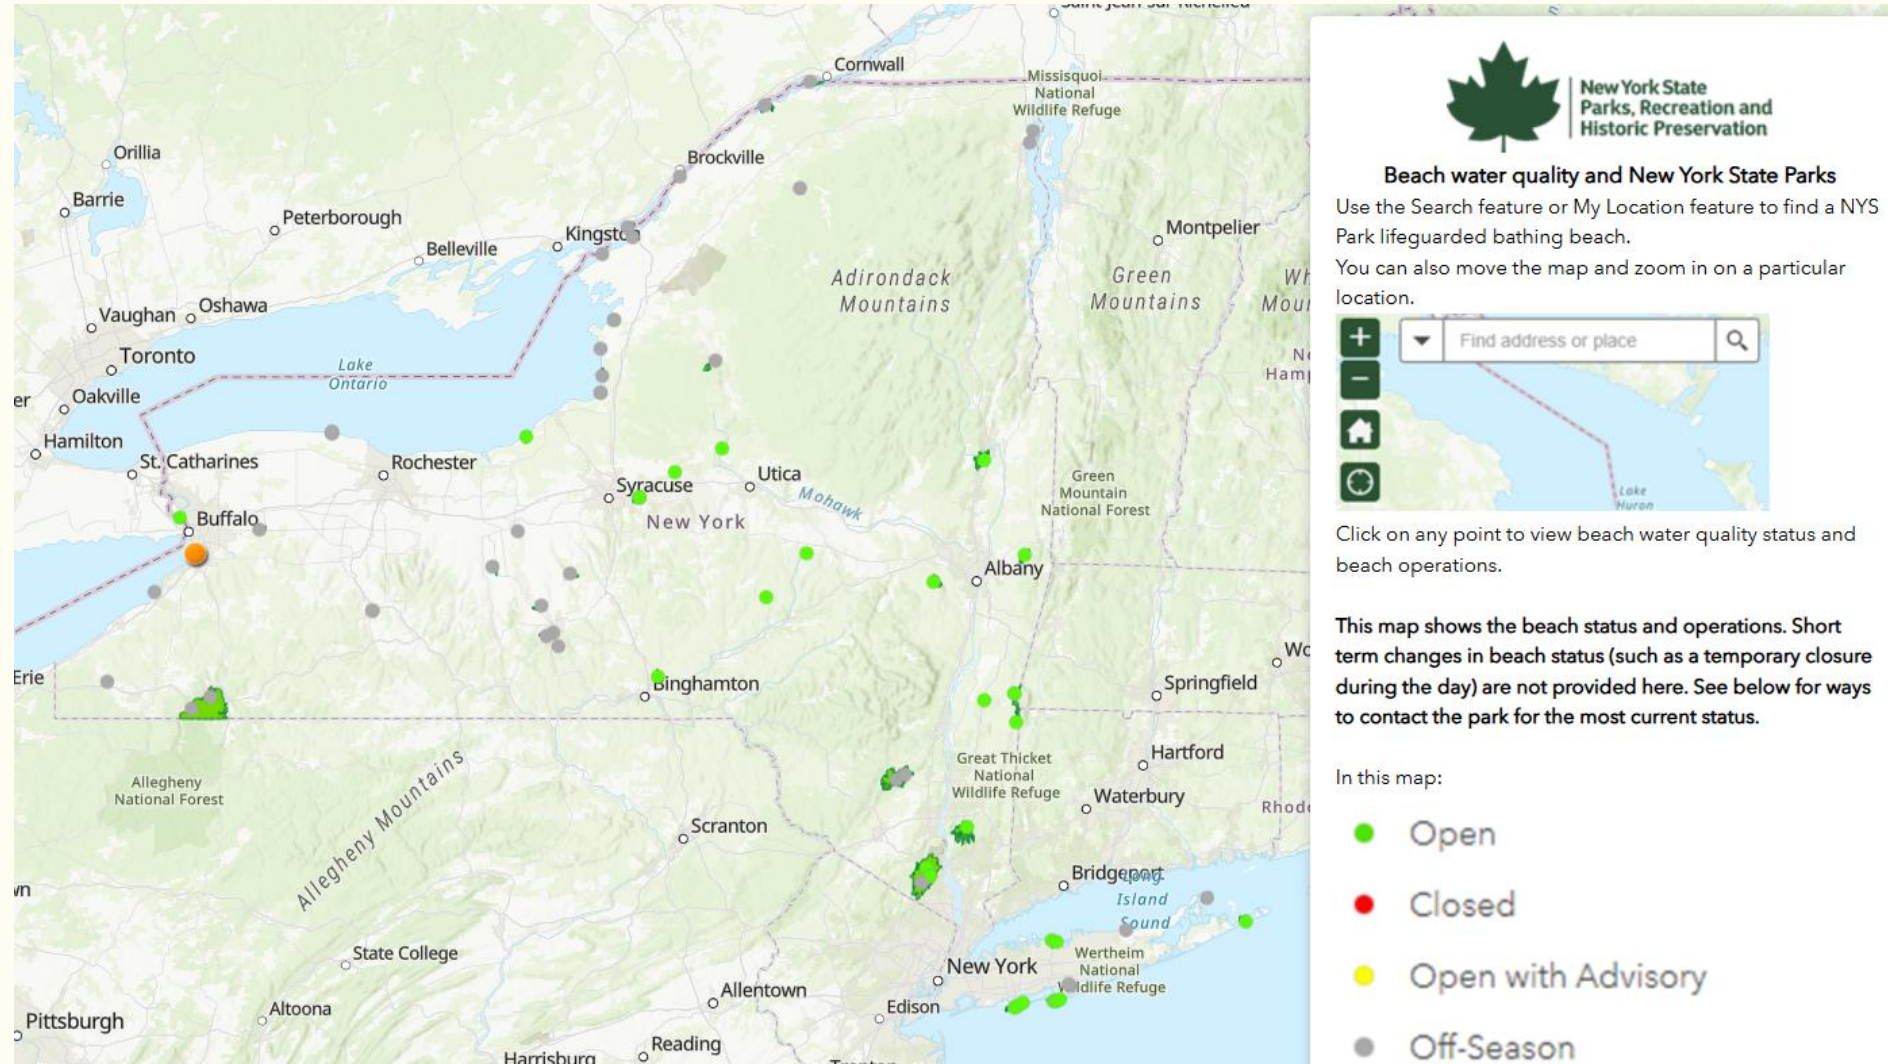 Cornwall
Missisquoi
National
Wildlife Refuge
Orillia
Brockville
Barrie
Peterborough
Kingston
Montpelier
Belleville
Adirondack
Mountains
Green
Mountains
Vaughan
Oshawa
Toronto
Lake
Ontario
Oakville
Hamilton
St. Catharines
Rochester
Syracuse
Utica
Mohawk
Green
Mountain
National Forest
Buffalo
New York
Albany
Erie
Binghamton
Springfield
Allegheny
National Forest
Allegheny Mountains
Great Thicket
National
Wildlife Refuge
Hartford
Waterbury
Scranton
Bridgeport
Long
Island
Sound
State College
New York
Wertheim
National
Wildlife Refuge
Allentown
Edison
Altoona
Pittsburgh
Reading
Harrisburg
New York State
Parks, Recreation and
Historic Preservation
Beach water quality and New York State Parks
Use the Search feature or My Location feature to find a NYS
Park lifeguarded bathing beach.
You can also move the map and zoom in on a particular
location.
+
Find address or place
−
Lake
Huron
Click on any point to view beach water quality status and
beach operations.
This map shows the beach status and operations. Short
term changes in beach status (such as a temporary closure
during the day) are not provided here. See below for ways
to contact the park for the most current status.
In this map:
Open
Closed
Open with Advisory
Off-Season